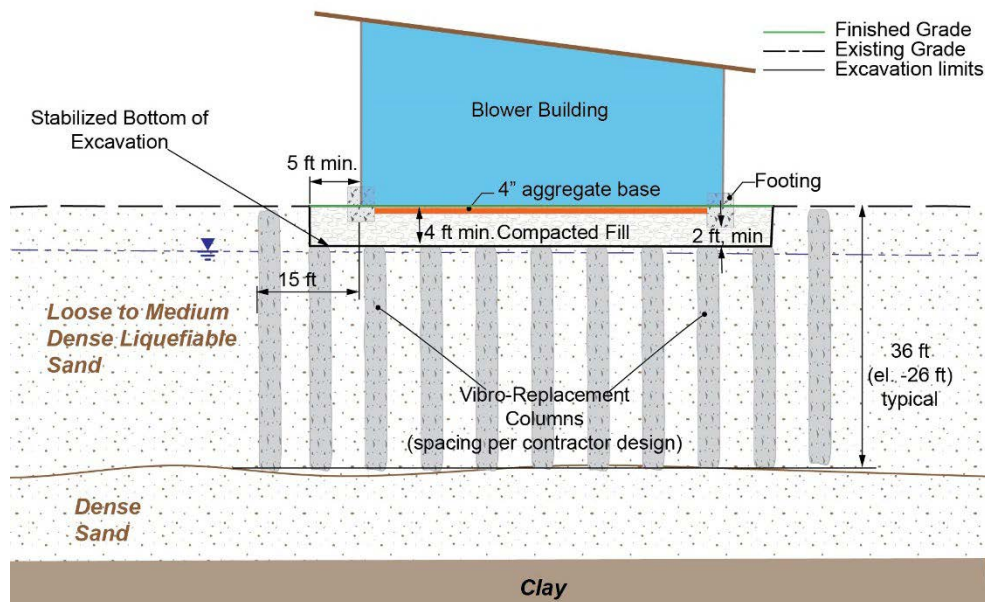 Finished Grade
Existing Grade
Excavation limits
Blower Building
Stabilized Bottom of
Excavation
5 ft min.
4” aggregate base
Footing
4 ft min. Compacted Fill
2 ft, min
15 ft
Loose to Medium
Dense Liquefiable
Sand
36 ft
(el. -26 ft)
typical
Vibro-Replacement
Columns
(spacing per contractor design)
Dense
Sand
Clay